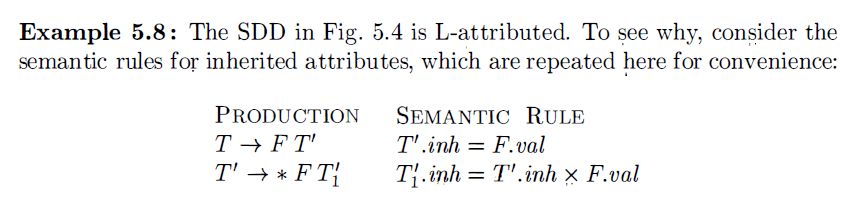 Example 5.8: The SDD in Fig. 5.4 is L-attributed. To see why, consider the
semantic rules for inherited attributes, which are repeated here for convenience:
PRODUCTION SEMANTIC RULE
T → F T′ T′.inh = F.val
T′ → * F T′₁ T′₁.inh = T′.inh × F.val